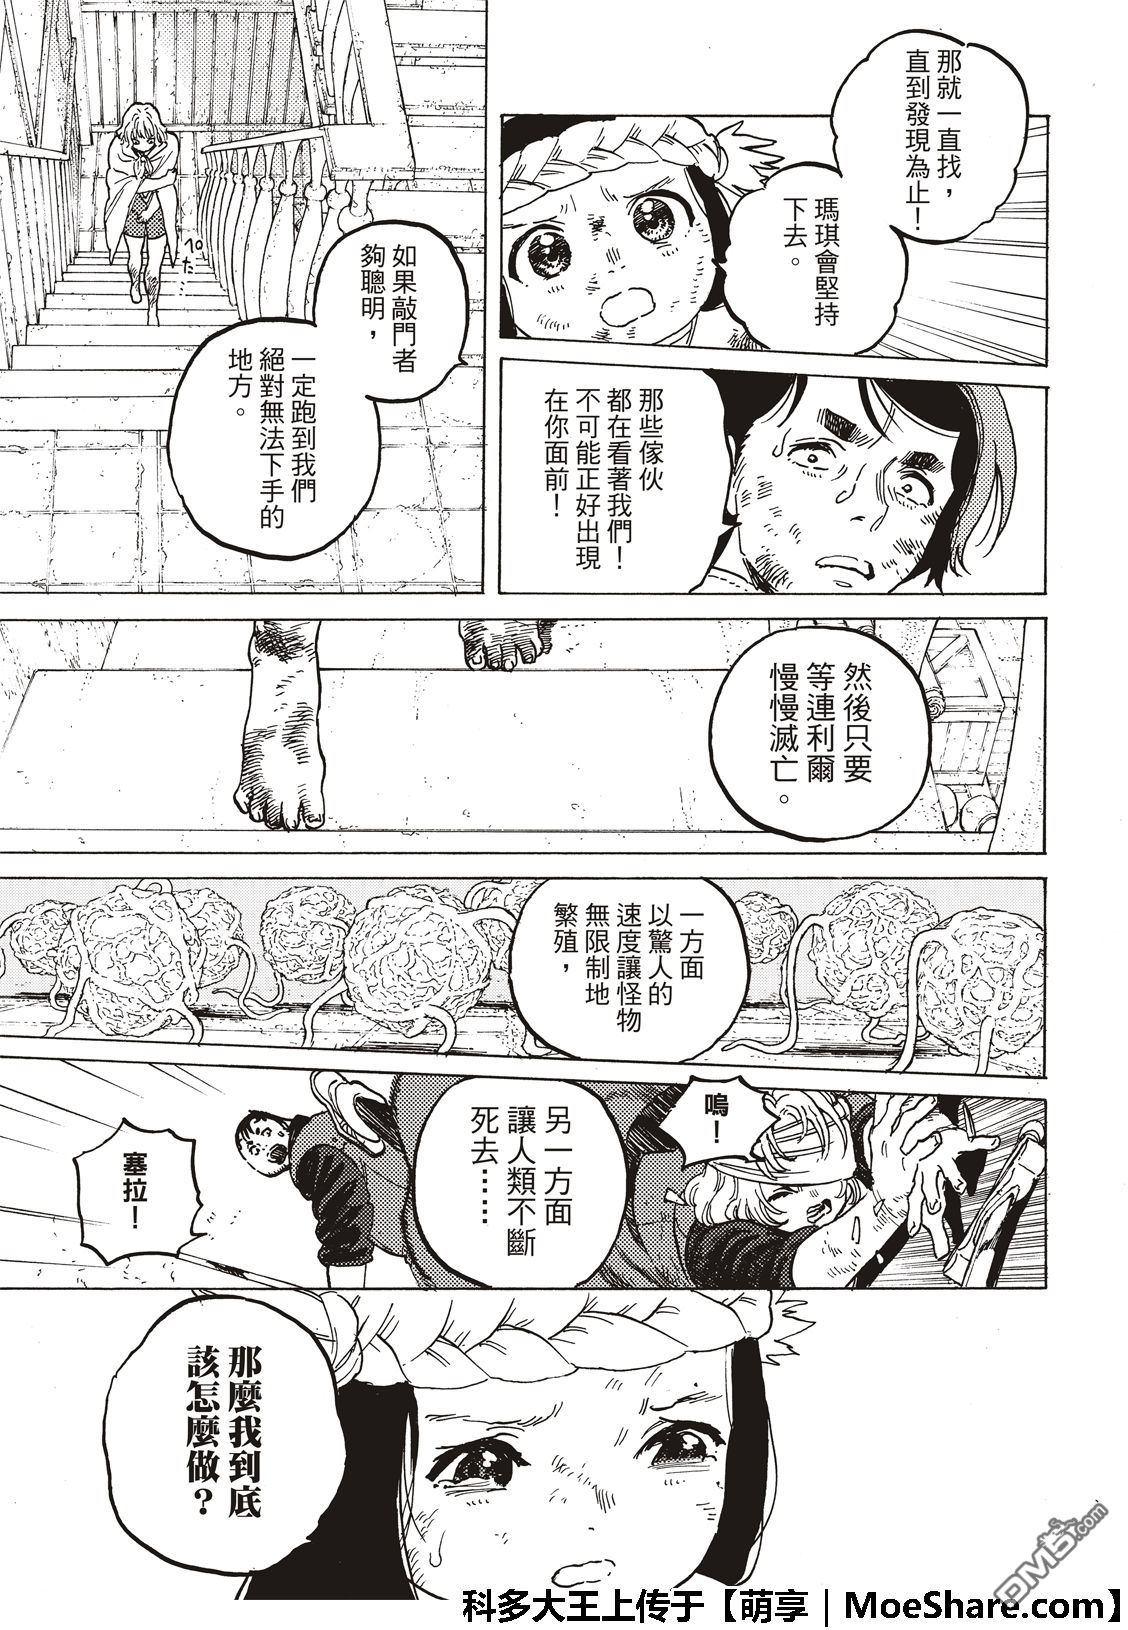 那就一直找，
直到發現為止！
瑪琪會堅持
下去。
那些傢伙
都在看著我們！
不可能正好出現
在你面前！
如果敲門者
夠聰明，
一定跑到我們
絕對無法下手的
地方。
ぺた…
然後只要
等連利爾
慢慢滅亡。
一方面
以驚人的
速度讓怪物
無限制地
繁殖，
嗚！
另一方面
讓人類不斷
死去……
塞拉！
那麼我到底
該怎麼做？
DM5.com
科多大王上传于【萌享｜MoeShare.com】